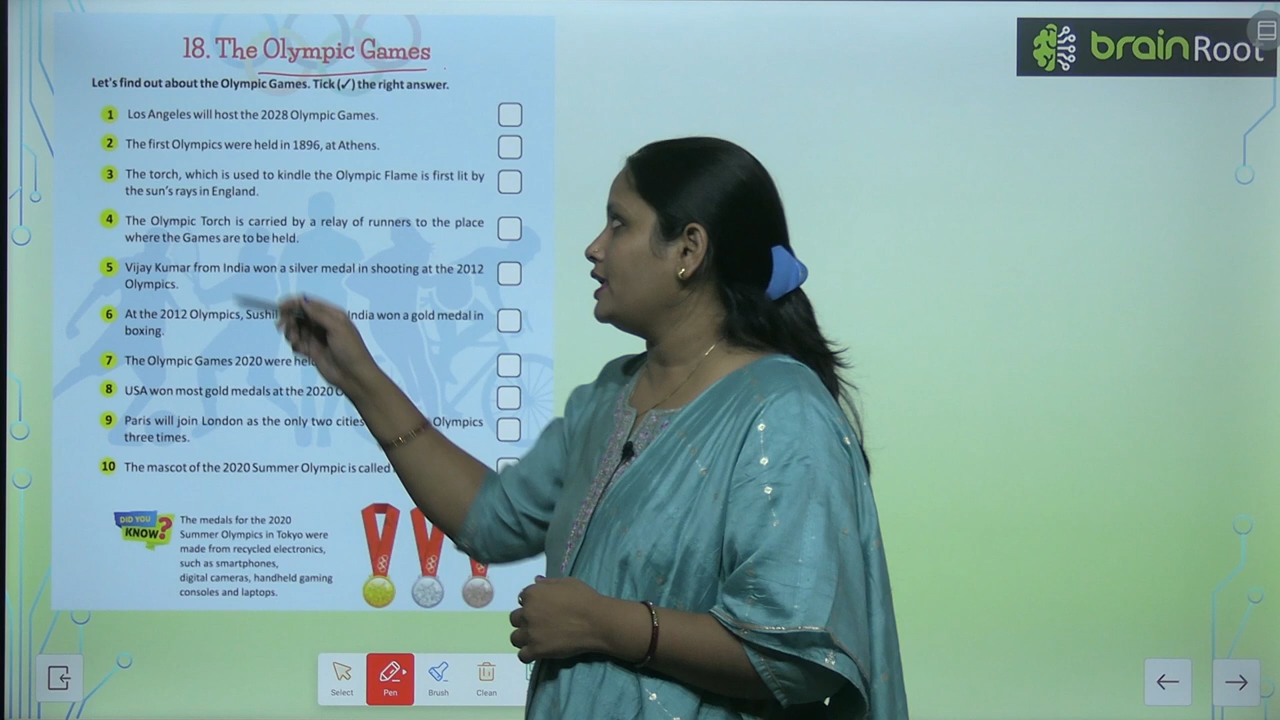 18. The Olympic Games
Let's find out about the Olympic Games. Tick (✓) the right answer.
1 Los Angeles will host the 2028 Olympic Games.
2 The first Olympics were held in 1896, at Athens.
3 The torch, which is used to kindle the Olympic Flame is first lit by
the sun's rays in England.
4 The Olympic Torch is carried by a relay of runners to the place
where the Games are to be held.
5 Vijay Kumar from India won a silver medal in shooting at the 2012
Olympics.
6 At the 2012 Olympics, Sushil India won a gold medal in
boxing.
7 The Olympic Games 2020 were held
8 USA won most gold medals at the 2020
9 Paris will join London as the only two cities Olympics
three times.
10 The mascot of the 2020 Summer Olympic is called
DID YOU
KNOW?
The medals for the 2020
Summer Olympics in Tokyo were
made from recycled electronics,
such as smartphones,
digital cameras, handheld gaming
consoles and laptops.
brainRoot
Select Pen Brush Clean